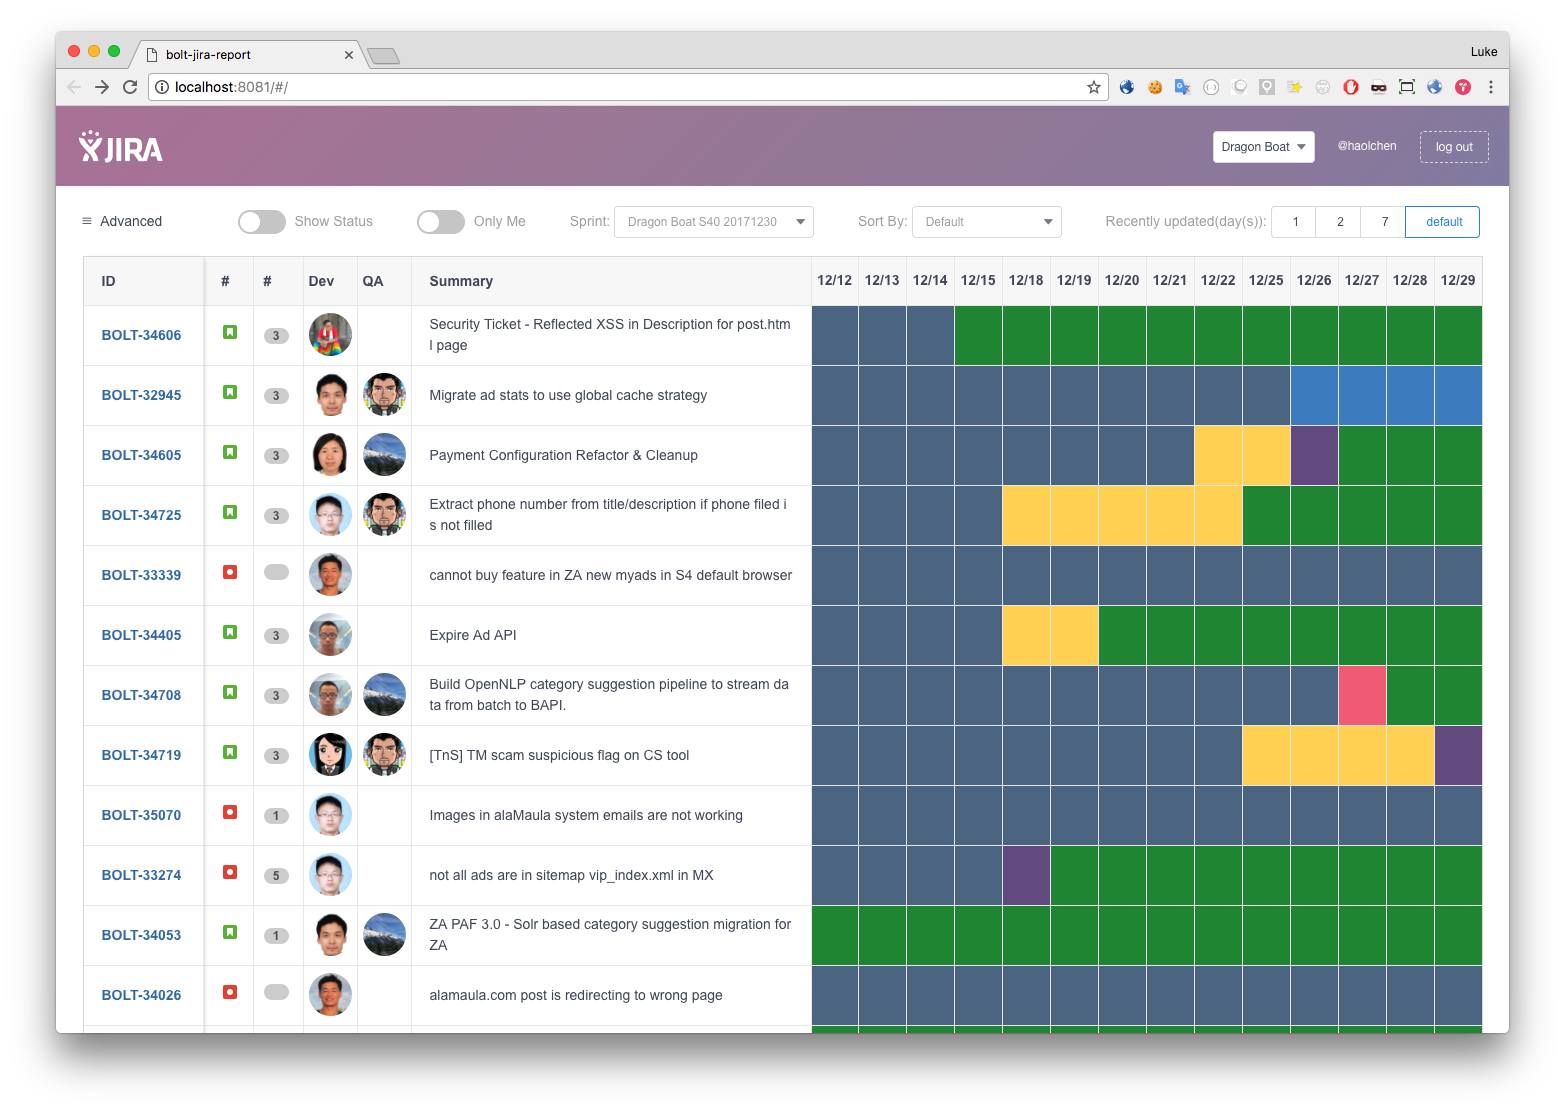 bolt-jira-report
Luke
localhost:8081/#/
JIRA
Dragon Boat
@haolchen
log out
Advanced
Show Status
Only Me
Sprint:
Dragon Boat S40 20171230
Sort By:
Default
Recently updated(day(s)):
1
2
7
default
ID # # Dev QA Summary 12/12 12/13 12/14 12/15 12/18 12/19 12/20 12/21 12/22 12/25 12/26 12/27 12/28 12/29
BOLT-34606
3
Security Ticket - Reflected XSS in Description for post.htm
l page
BOLT-32945
3
Migrate ad stats to use global cache strategy
BOLT-34605
3
Payment Configuration Refactor & Cleanup
BOLT-34725
3
Extract phone number from title/description if phone filed i
s not filled
BOLT-33339
cannot buy feature in ZA new myads in S4 default browser
BOLT-34405
3
Expire Ad API
BOLT-34708
3
Build OpenNLP category suggestion pipeline to stream da
ta from batch to BAPI.
BOLT-34719
3
[TnS] TM scam suspicious flag on CS tool
BOLT-35070
1
Images in alaMaula system emails are not working
BOLT-33274
5
not all ads are in sitemap vip_index.xml in MX
BOLT-34053
1
ZA PAF 3.0 - Solr based category suggestion migration for
ZA
BOLT-34026
alamaula.com post is redirecting to wrong page